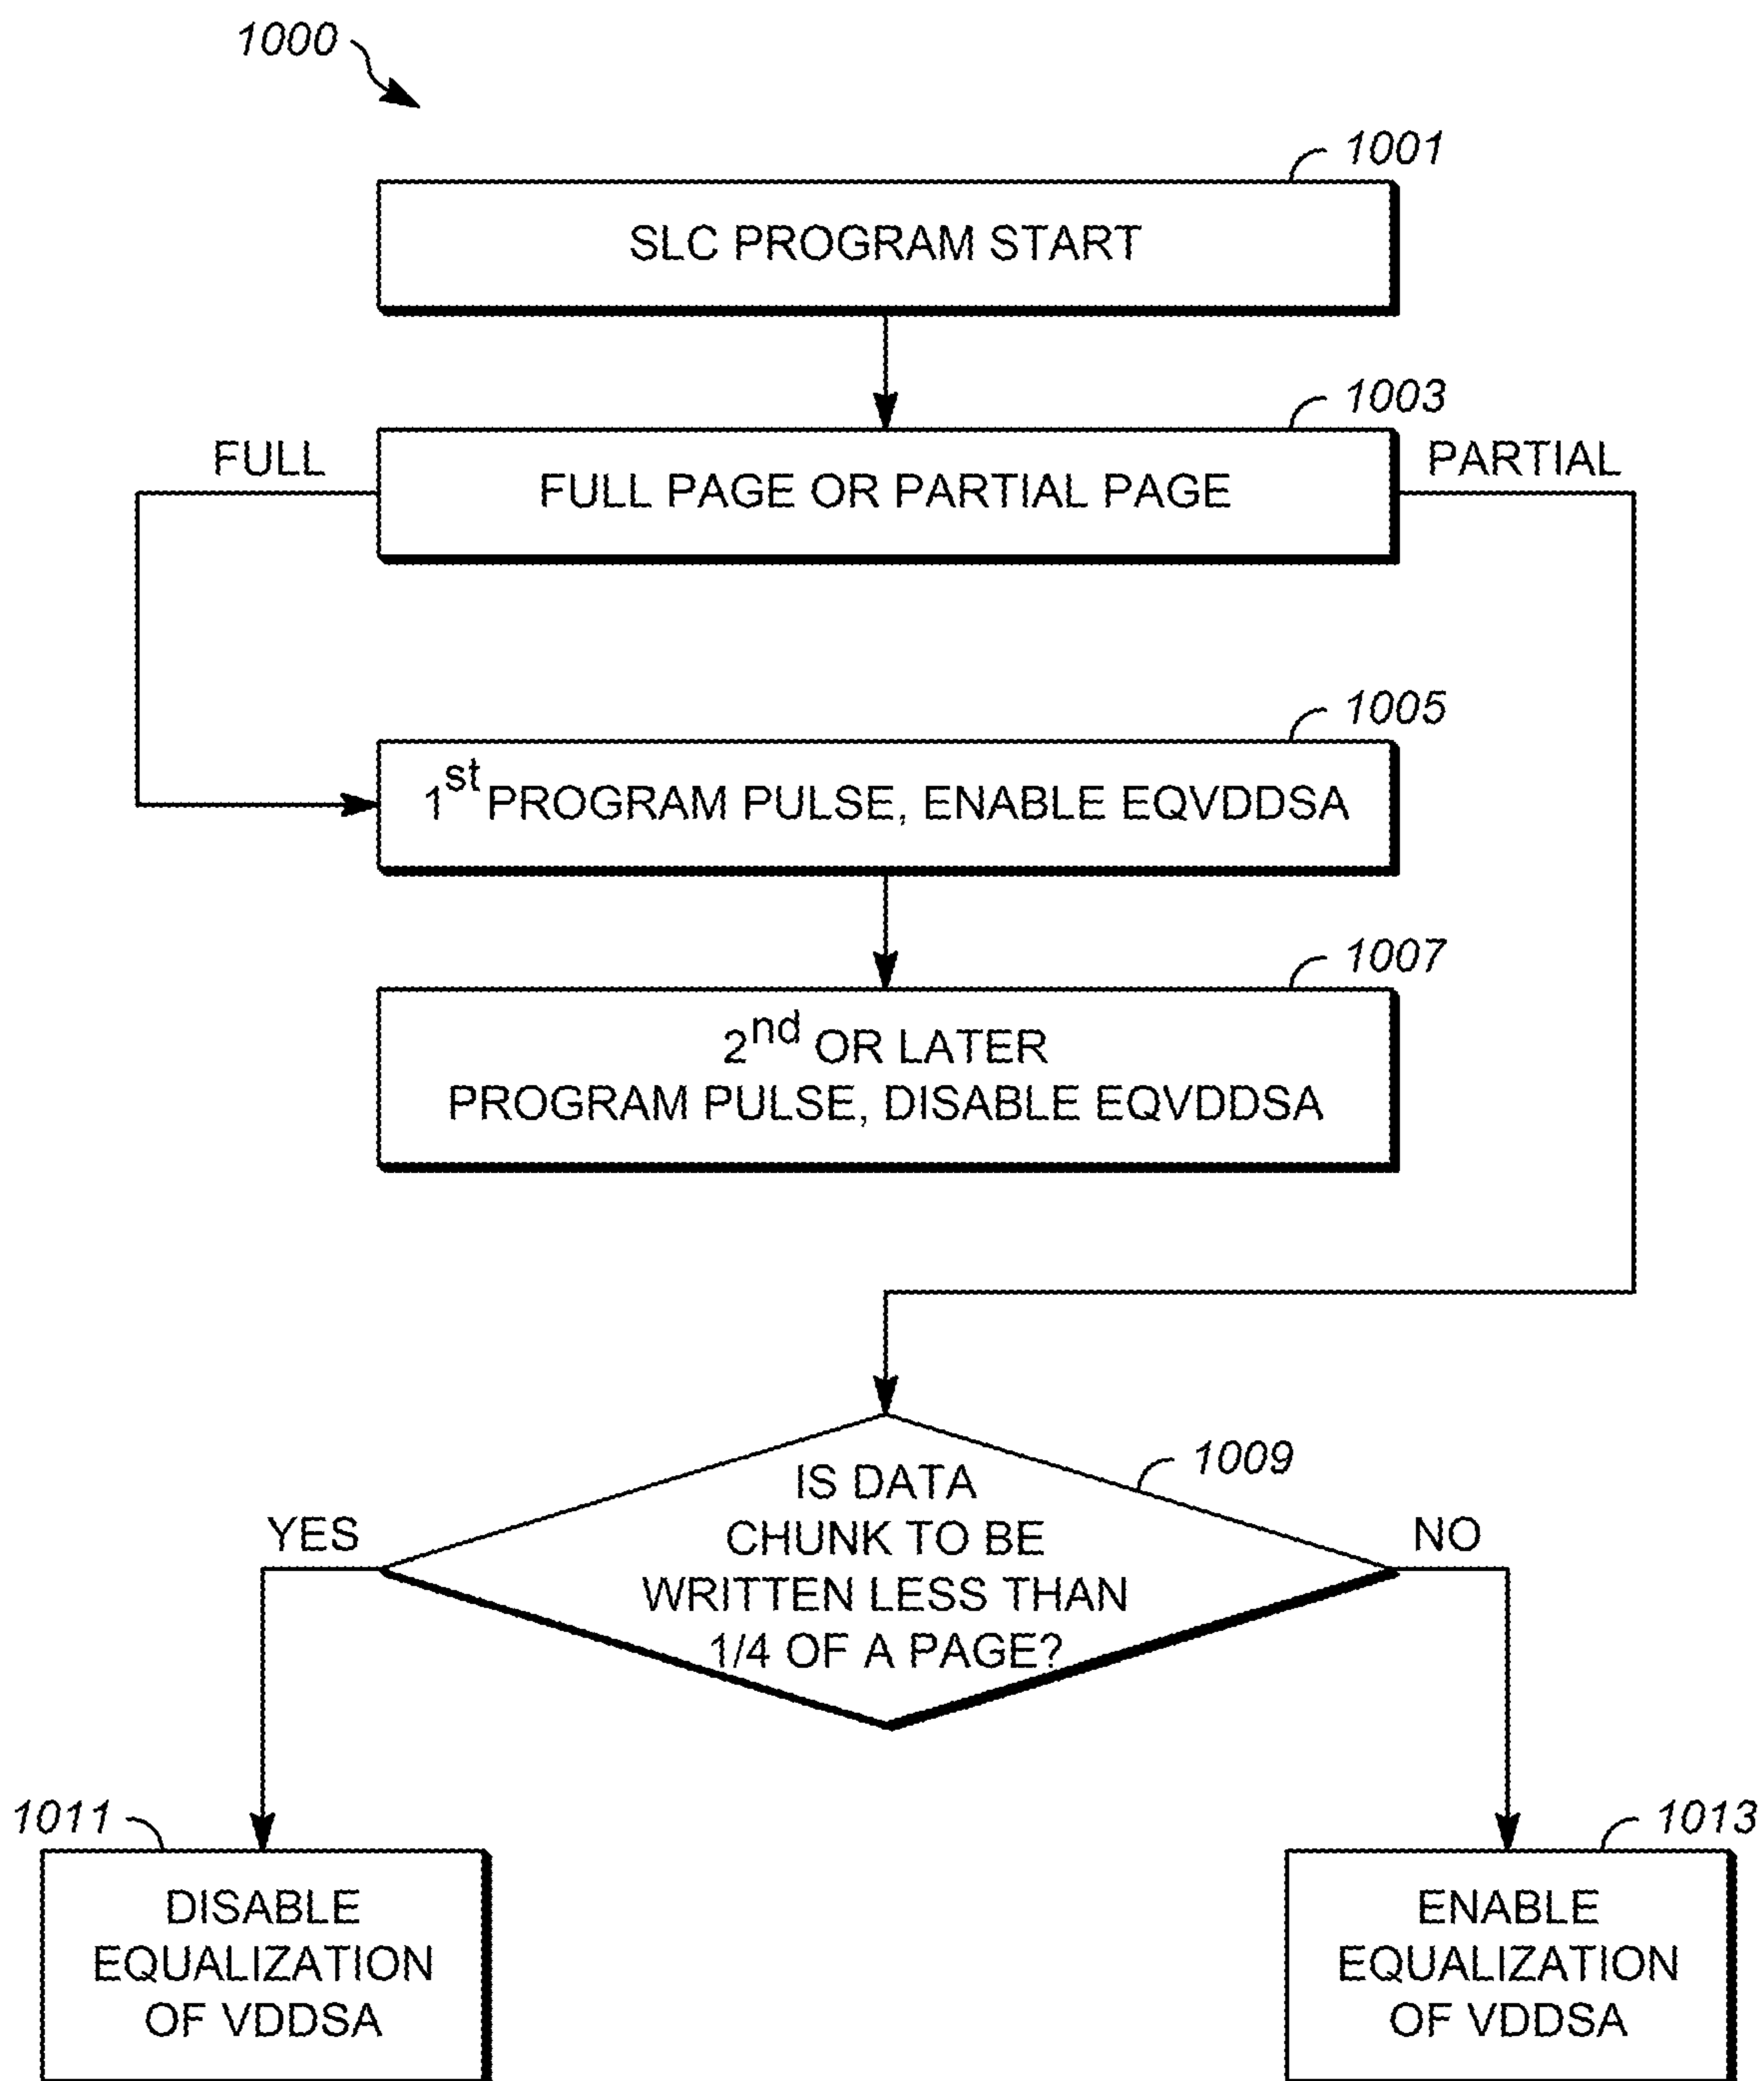 1000
1001
SLC PROGRAM START
1003
FULL
FULL PAGE OR PARTIAL PAGE
PARTIAL
1005
1st PROGRAM PULSE, ENABLE EQVDDSA
1007
2nd OR LATER
PROGRAM PULSE, DISABLE EQVDDSA
1009
IS DATA
CHUNK TO BE
WRITTEN LESS THAN
1/4 OF A PAGE?
YES
NO
1011
DISABLE
EQUALIZATION
OF VDDSA
1013
ENABLE
EQUALIZATION
OF VDDSA